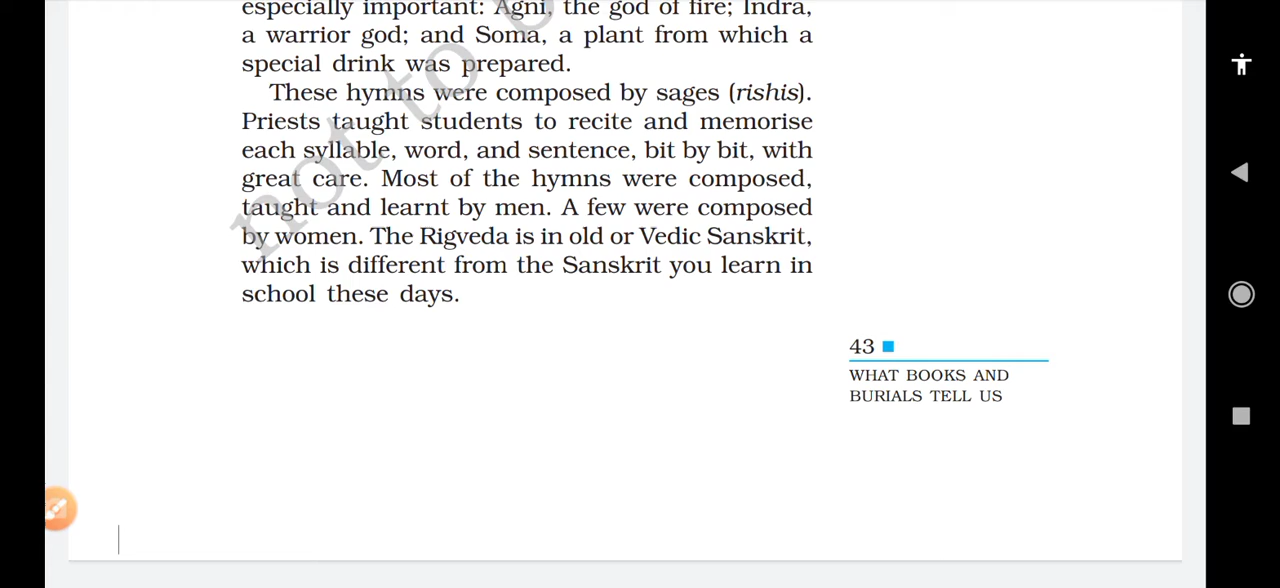 especially important: Agni, the god of fire; Indra,
a warrior god; and Soma, a plant from which a
special drink was prepared.
These hymns were composed by sages (rishis).
Priests taught students to recite and memorise
each syllable, word, and sentence, bit by bit, with
great care. Most of the hymns were composed,
taught and learnt by men. A few were composed
by women. The Rigveda is in old or Vedic Sanskrit,
which is different from the Sanskrit you learn in
school these days.
43
WHAT BOOKS AND
BURIALS TELL US
not to